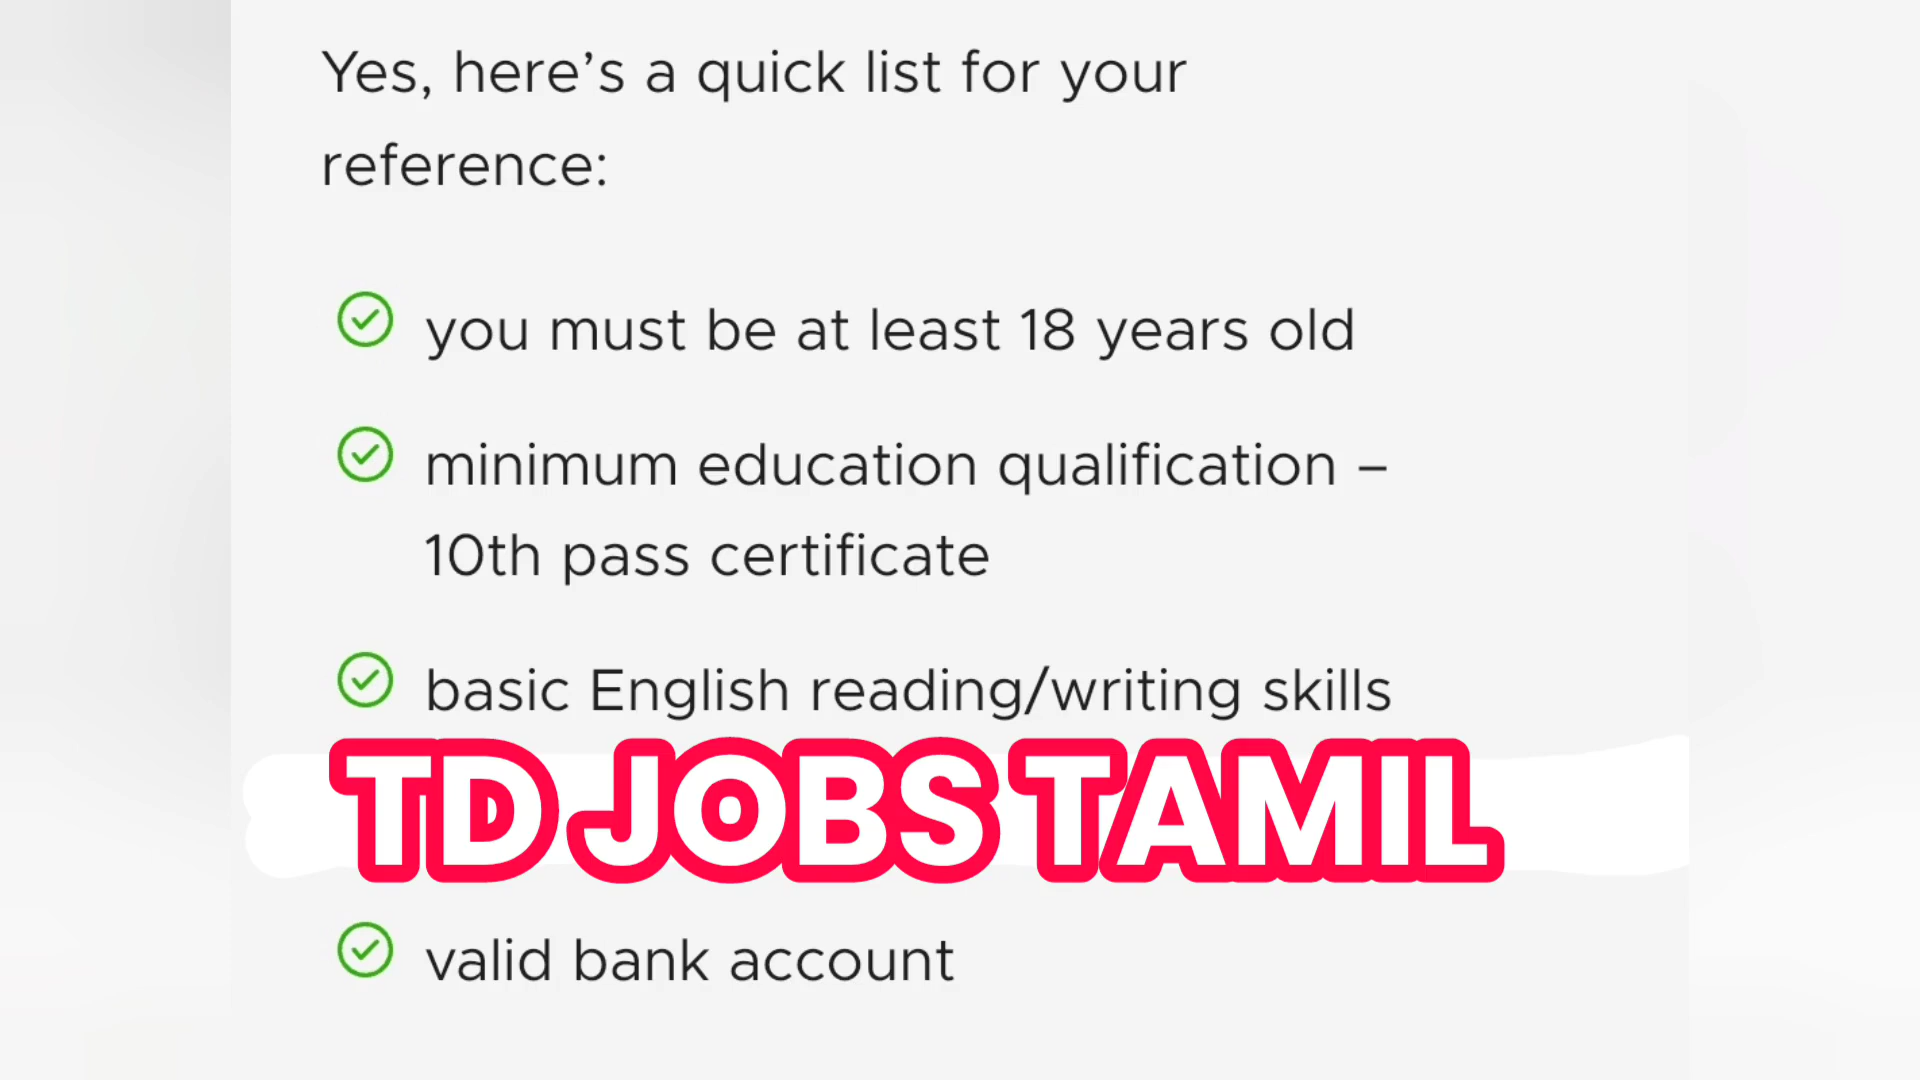 Yes, here’s a quick list for your
reference:
you must be at least 18 years old
minimum education qualification –
10th pass certificate
basic English reading/writing skills
TD JOBS TAMIL
valid bank account